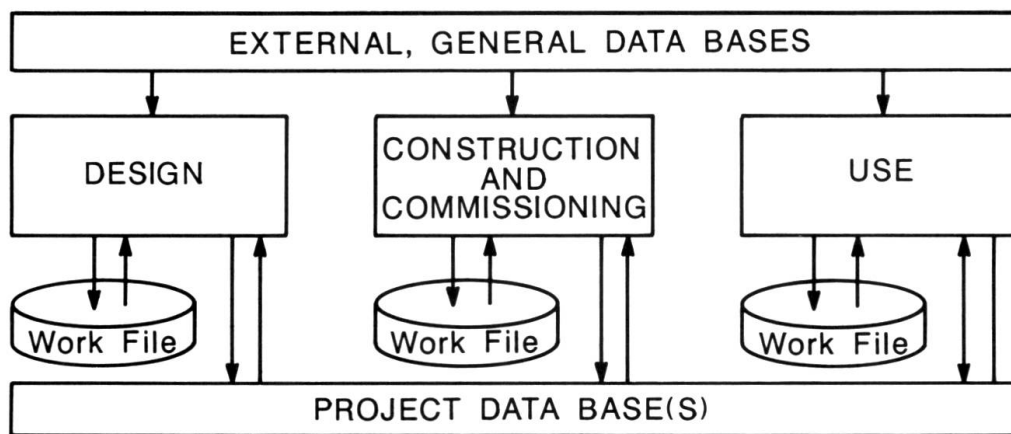 EXTERNAL, GENERAL DATA BASES
DESIGN
CONSTRUCTION
AND
COMMISSIONING
USE
Work File
Work File
Work File
PROJECT DATA BASE(S)